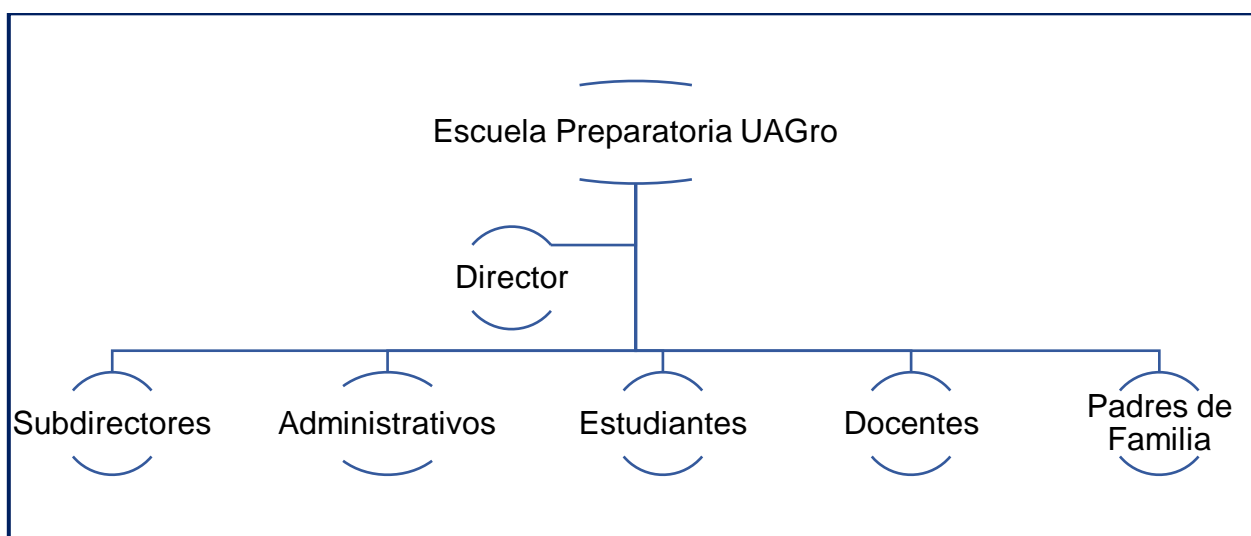 Escuela Preparatoria UAGro
Director
Subdirectores
Administrativos
Estudiantes
Docentes
Padres de
Familia